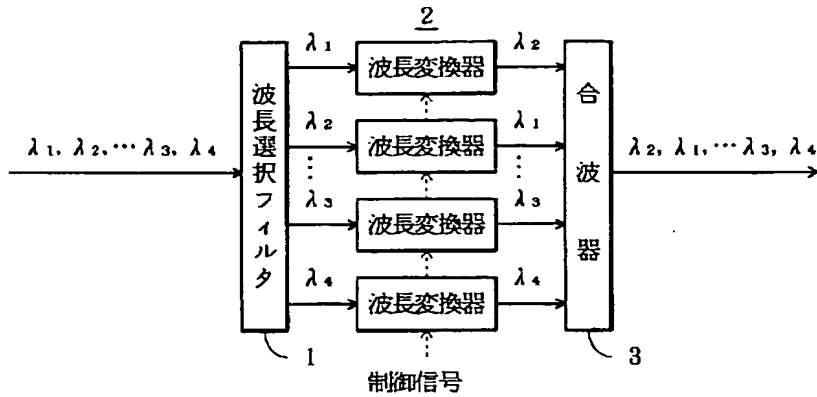 2
λ1
波長変換器
λ2
λ2
波長変換器
λ1
λ1, λ2,…λ3, λ4
波長選択フィルタ
合波器
λ2, λ1,…λ3, λ4
λ3
波長変換器
λ3
λ4
波長変換器
λ4
1
3
制御信号